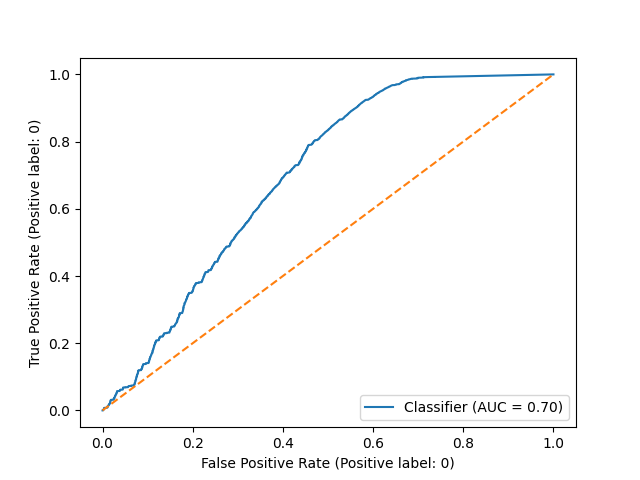 1.0
0.8
0.6
0.4
0.2
0.0
True Positive Rate (Positive label: 0)
Classifier (AUC = 0.70)
0.0 0.2 0.4 0.6 0.8 1.0
False Positive Rate (Positive label: 0)